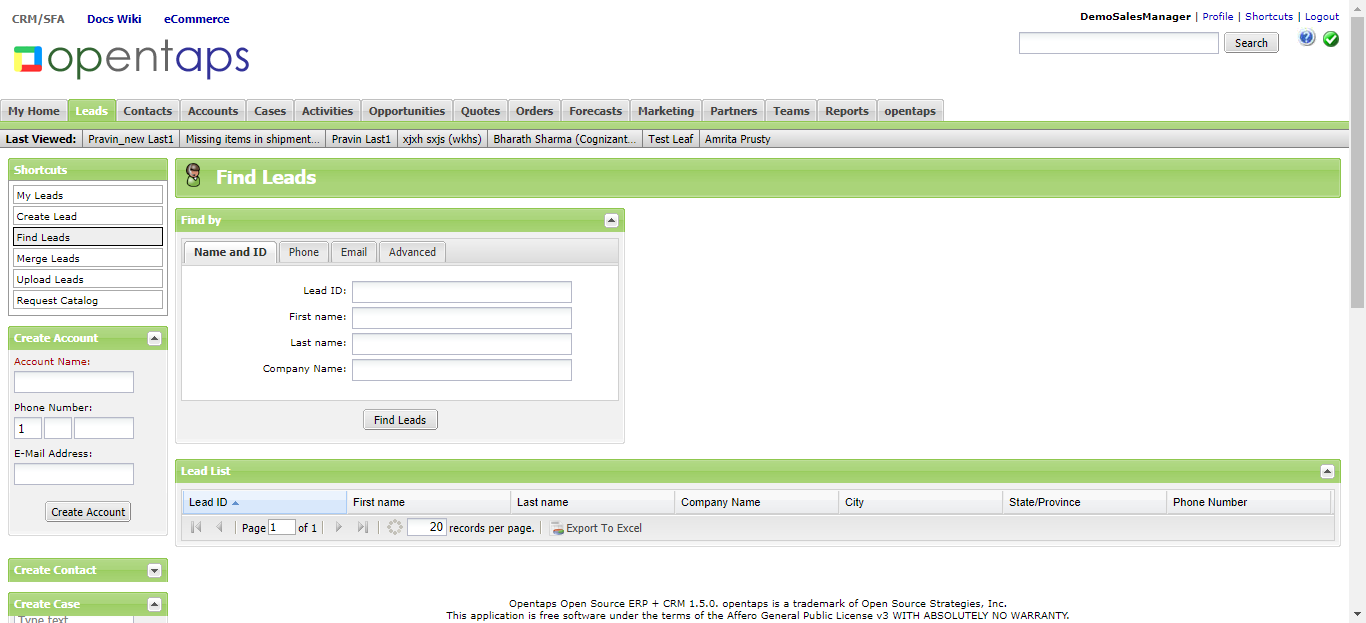 CRM/SFA Docs Wiki eCommerce
DemoSalesManager | Profile | Shortcuts | Logout
opentaps
Search
?
My Home Leads Contacts Accounts Cases Activities Opportunities Quotes Orders Forecasts Marketing Partners Teams Reports opentaps
Last Viewed: Pravin_new Last1 Missing items in shipment... Pravin Last1 xjxh sxjs (wkhs) Bharath Sharma (Cognizant... Test Leaf Amrita Prusty
Shortcuts
My Leads
Create Lead
Find Leads
Merge Leads
Upload Leads
Request Catalog
Create Account
Account Name:
Phone Number:
1
E-Mail Address:
Create Account
Create Contact
Create Case
Type text
Find Leads
Find by
Name and ID Phone Email Advanced
Lead ID:
First name:
Last name:
Company Name:
Find Leads
Lead List
Lead ID First name Last name Company Name City State/Province Phone Number
Page 1 of 1 20 records per page. Export To Excel
Opentaps Open Source ERP + CRM 1.5.0. opentaps is a trademark of Open Source Strategies, Inc.
This application is free software under the terms of the Affero General Public License v3 WITH ABSOLUTELY NO WARRANTY.